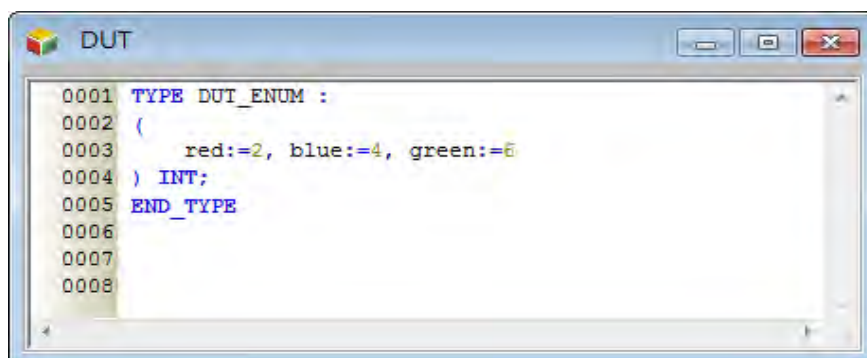 DUT
0001 TYPE DUT_ENUM :
0002 (
0003 red:=2, blue:=4, green:=6
0004 ) INT;
0005 END_TYPE
0006
0007
0008